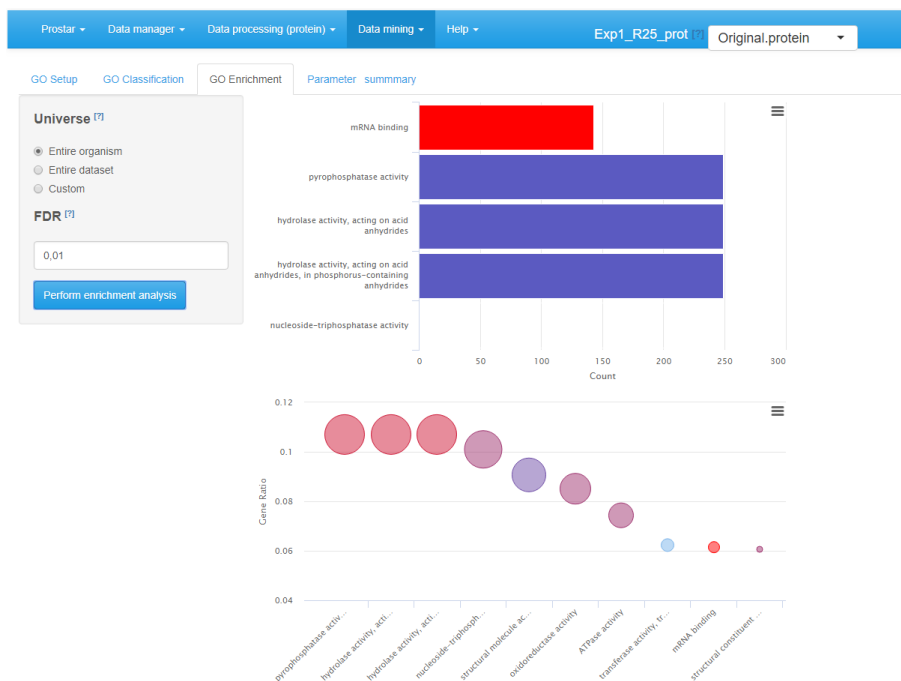 Prostar Data manager Data processing (protein) Data mining Help Exp1_R25_prot [?] Original.protein
GO Setup GO Classification GO Enrichment Parameter summmary
Universe [?]
Entire organism
Entire dataset
Custom
FDR [?]
0,01
Perform enrichment analysis
mRNA binding
pyrophosphatase activity
hydrolase activity, acting on acid
anhydrides
hydrolase activity, acting on acid
anhydrides, in phosphorus-containing
anhydrides
nucleoside-triphosphatase activity
0 50 100 150 200 250 300
Count
0.12
0.1
0.08
0.06
0.04
Gene Ratio
pyrophosphatase activ...
hydrolase activity, acti...
hydrolase activity, acti...
nucleoside-triphosph...
structural molecule ac...
oxidoreductase activity
ATPase activity
transferase activity, tr...
mRNA binding
structural constituent ...